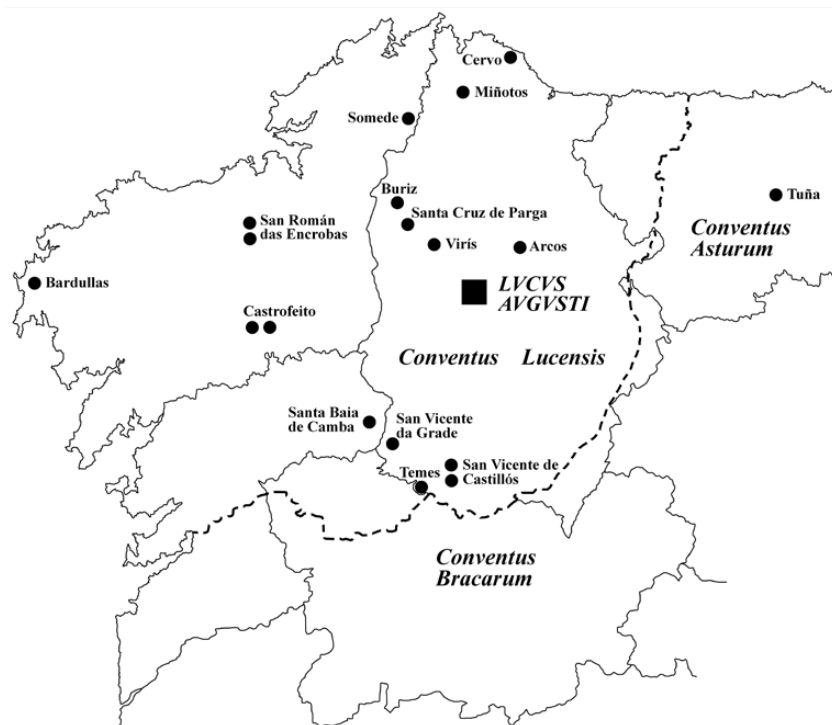 Cervo
Miñotos
Somede
Buriz
Santa Cruz de Parga
Tuña
San Román
das Encrobas
Virís
Arcos
Conventus
Asturum
Bardullas
LVCVS
AVGVSTI
Castrofeito
Conventus Lucensis
Santa Baia
de Camba
San Vicente
da Grade
Temes
San Vicente de
Castillós
Conventus
Bracarum